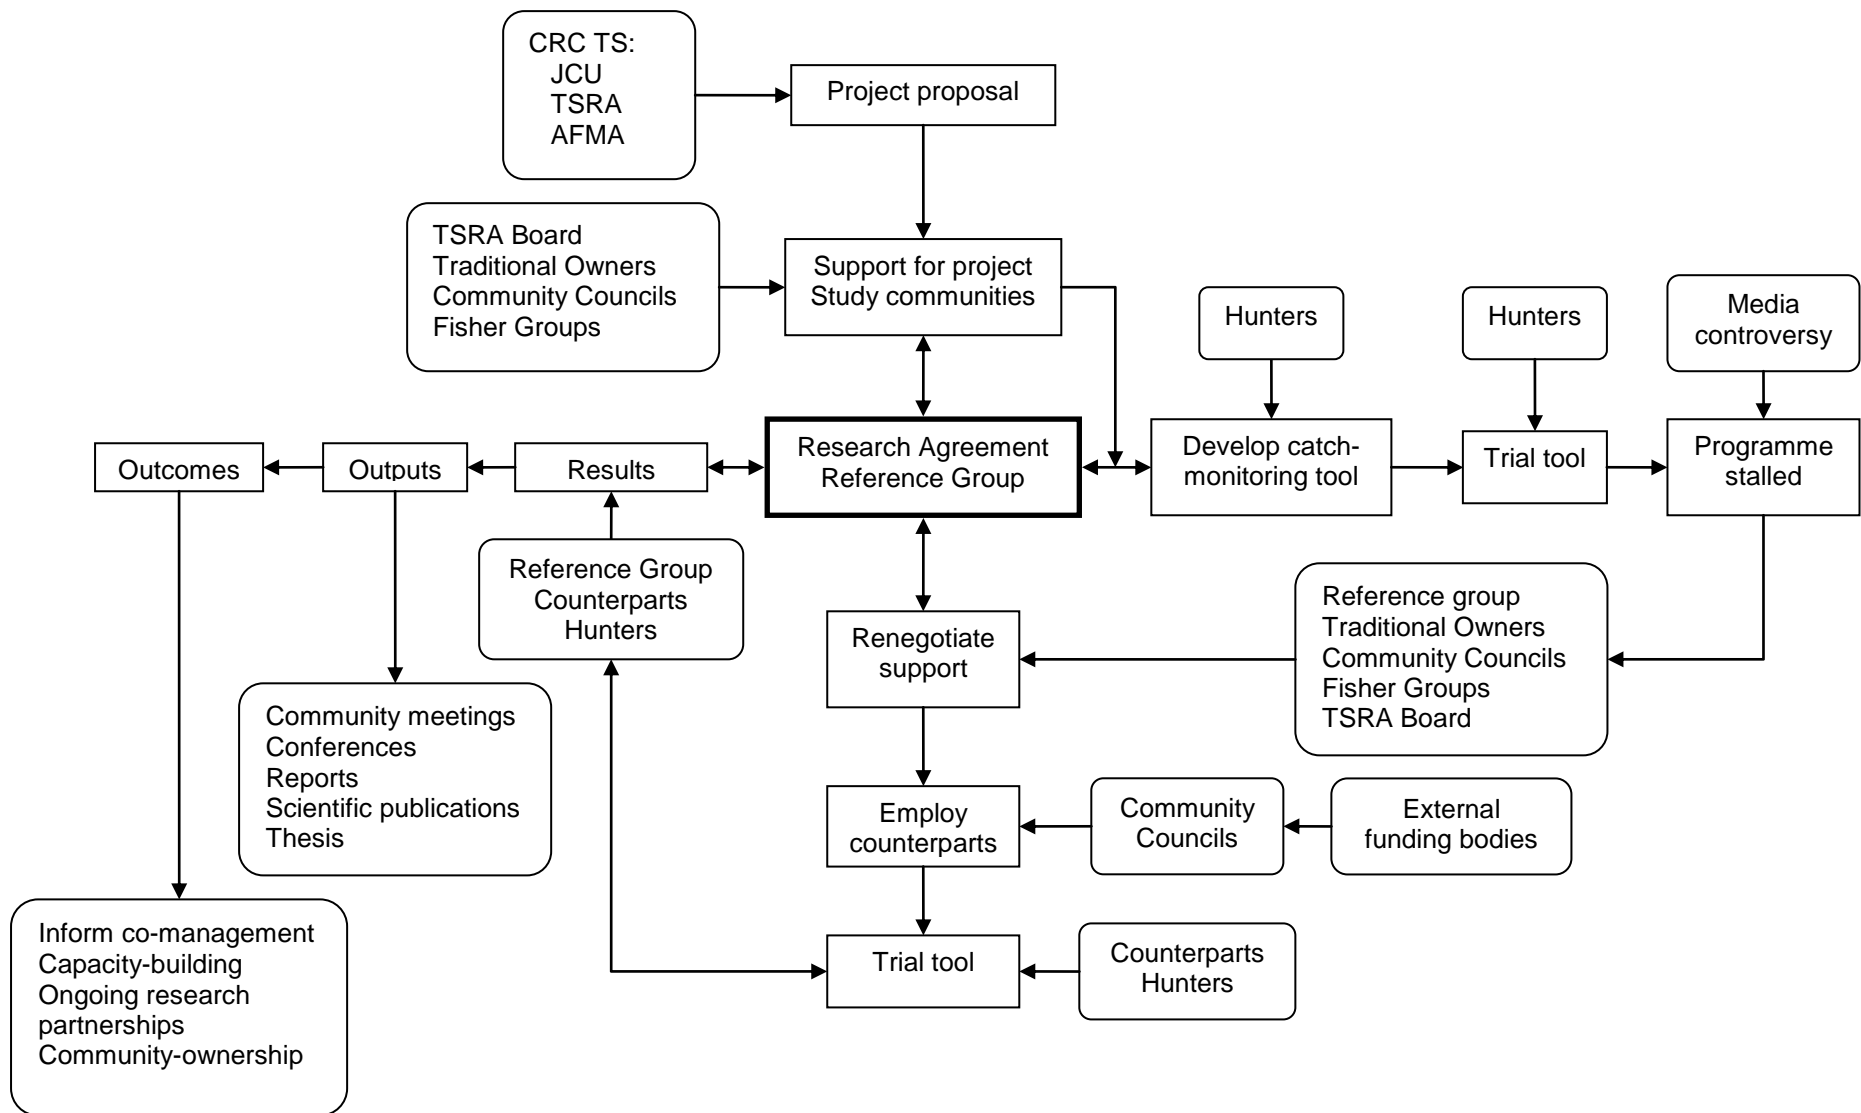 CRC TS:
JCU
TSRA
AFMA
Project proposal
TSRA Board
Traditional Owners
Community Councils
Fisher Groups
Support for project
Study communities
Hunters
Hunters
Media
controversy
Outcomes
Outputs
Results
Research Agreement
Reference Group
Develop catch-
monitoring tool
Trial tool
Programme
stalled
Reference Group
Counterparts
Hunters
Renegotiate
support
Reference group
Traditional Owners
Community Councils
Fisher Groups
TSRA Board
Community meetings
Conferences
Reports
Scientific publications
Thesis
Employ
counterparts
Community
Councils
External
funding bodies
Inform co-management
Capacity-building
Ongoing research
partnerships
Community-ownership
Trial tool
Counterparts
Hunters